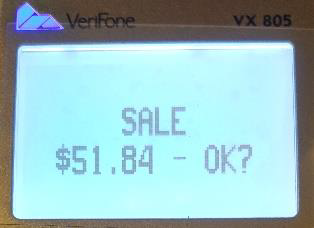 VeriFone VX 805
SALE
$51.84 - OK?